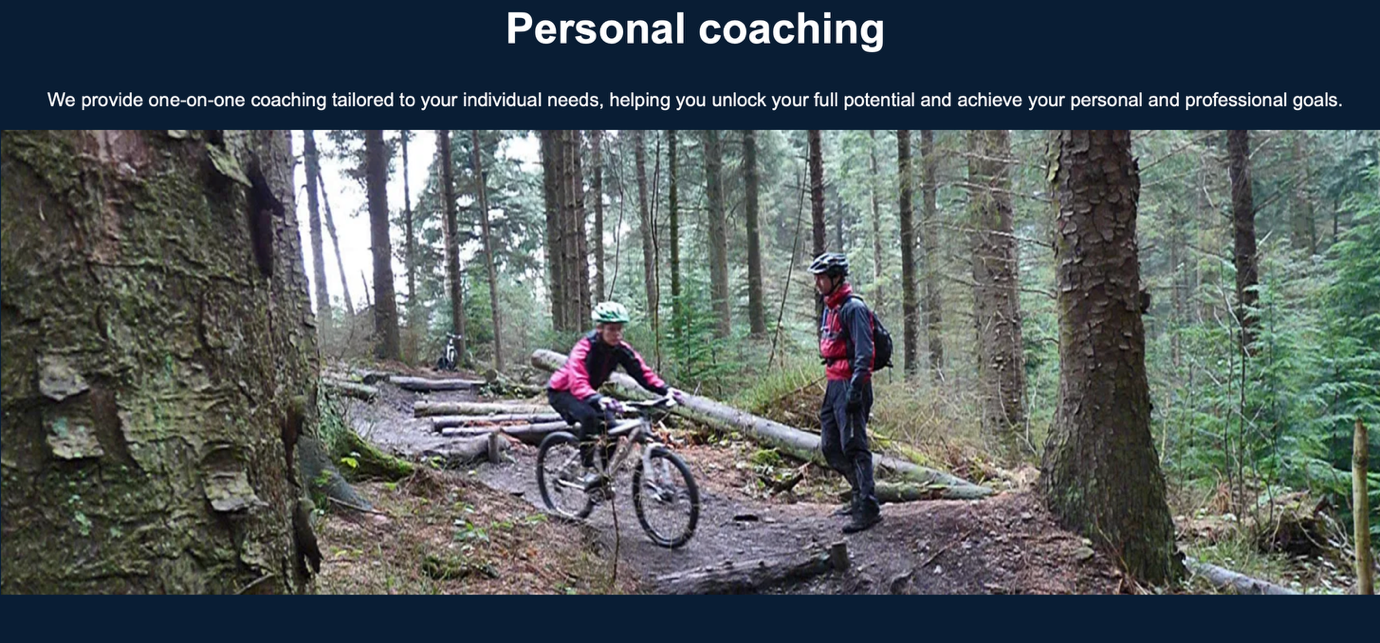 Personal coaching
We provide one-on-one coaching tailored to your individual needs, helping you unlock your full potential and achieve your personal and professional goals.